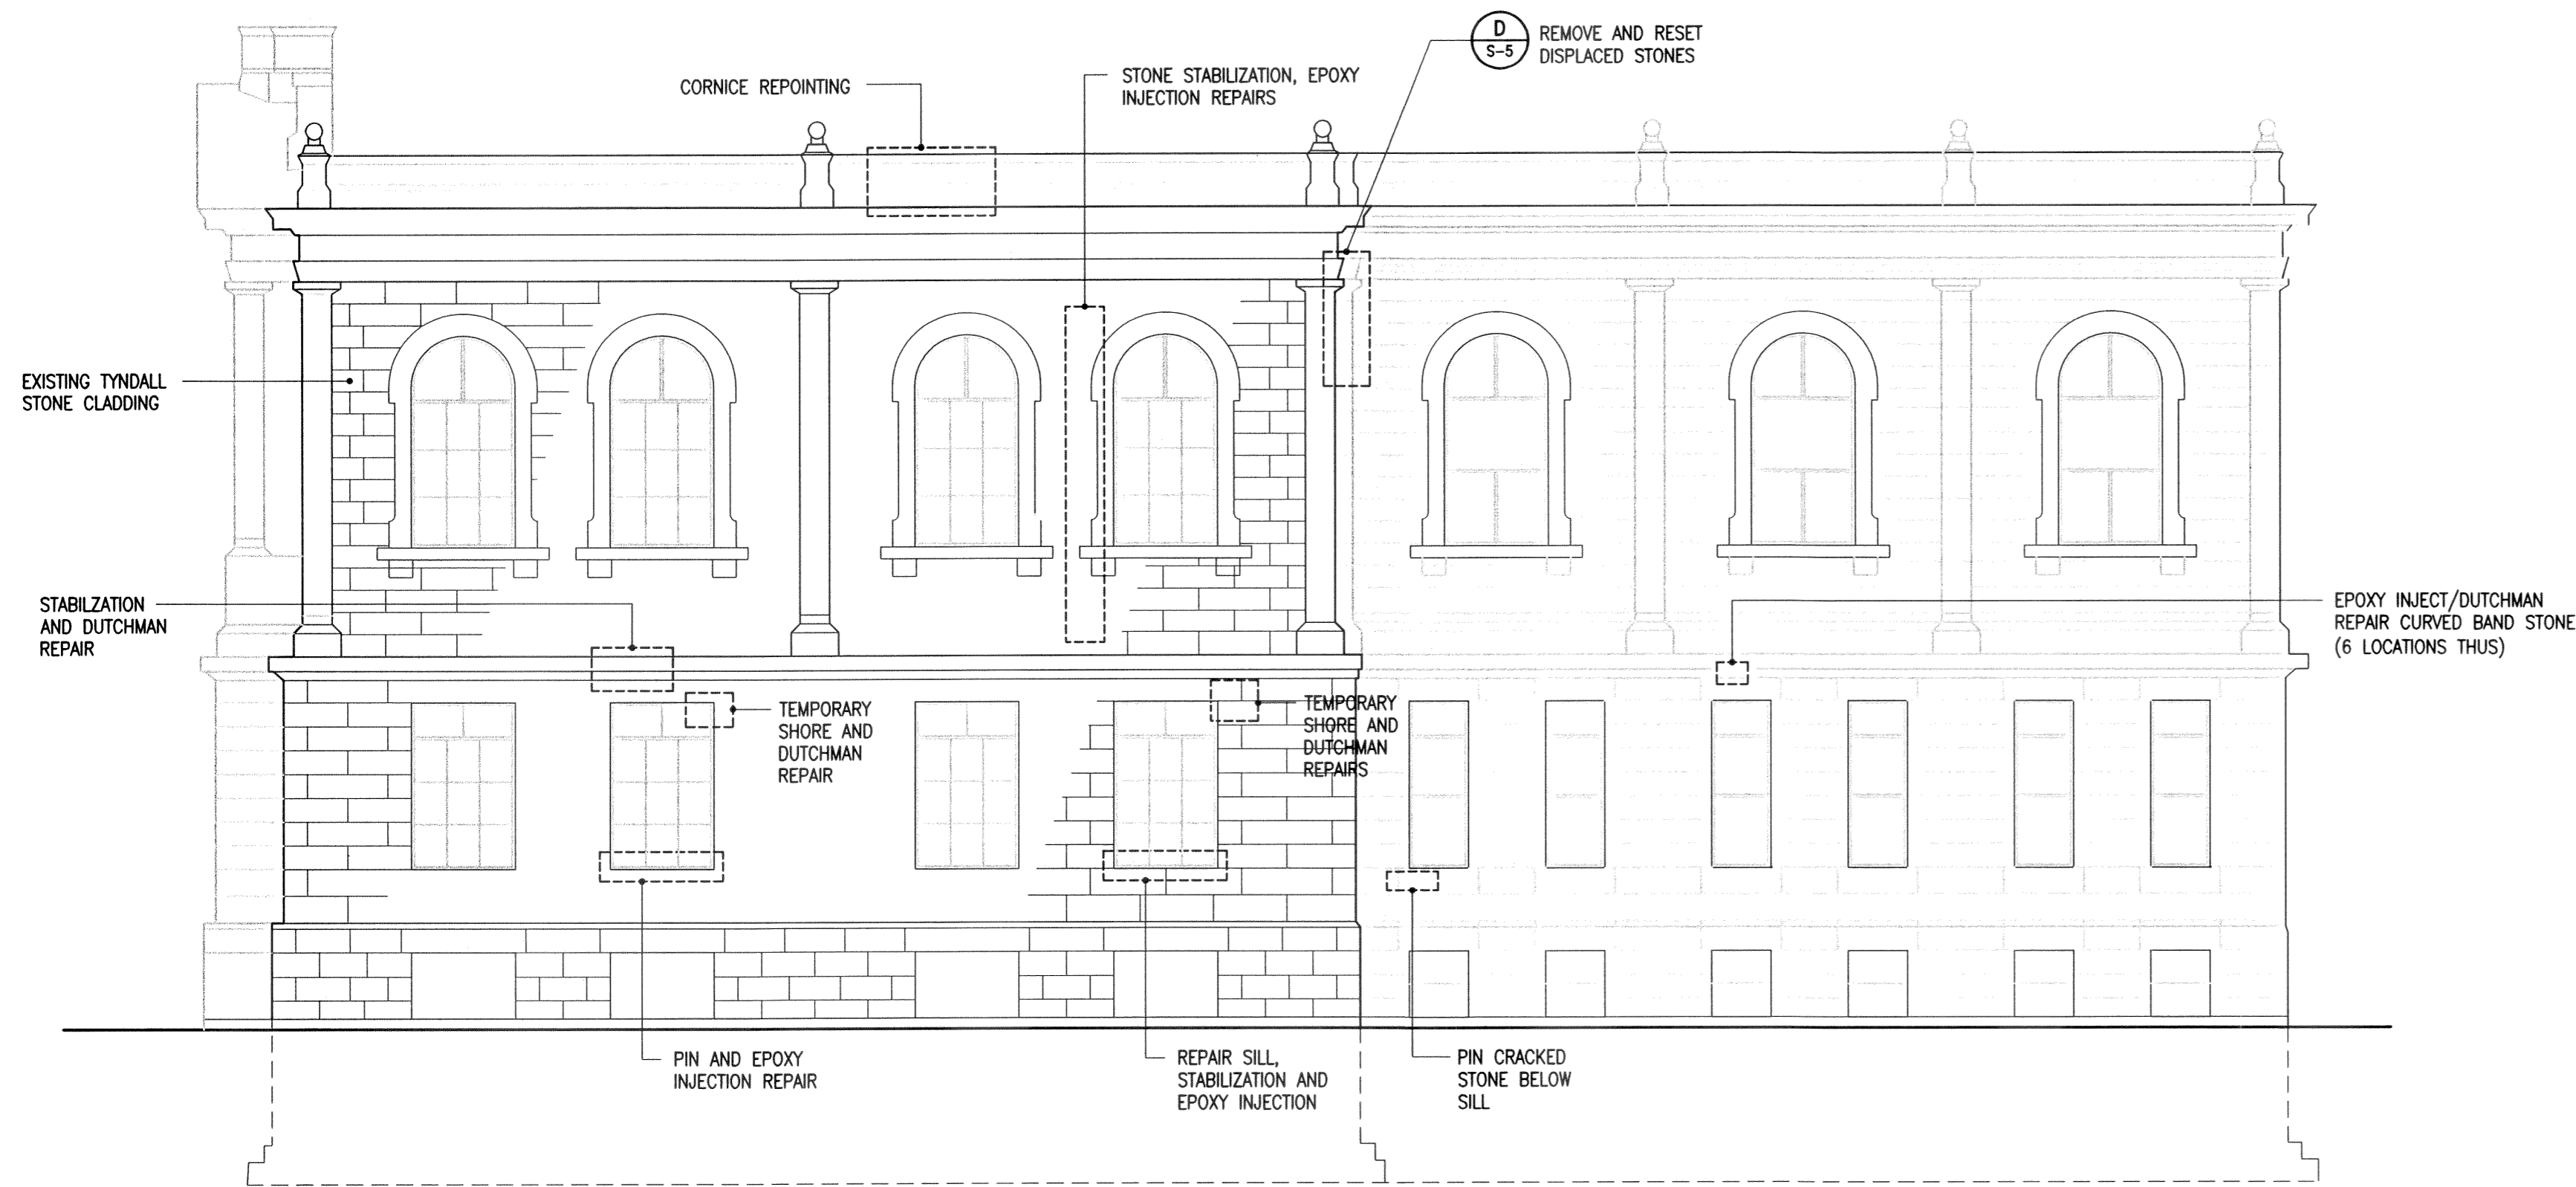 D
S-5
REMOVE AND RESET
DISPLACED STONES
CORNICE REPOINTING
STONE STABILIZATION, EPOXY
INJECTION REPAIRS
EXISTING TYNDALL
STONE CLADDING
STABILZATION
AND DUTCHMAN
REPAIR
EPOXY INJECT/DUTCHMAN
REPAIR CURVED BAND STONE
(6 LOCATIONS THUS)
TEMPORARY
SHORE AND
DUTCHMAN
REPAIR
TEMPORARY
SHORE AND
DUTCHMAN
REPAIRS
PIN AND EPOXY
INJECTION REPAIR
REPAIR SILL,
STABILIZATION AND
EPOXY INJECTION
PIN CRACKED
STONE BELOW
SILL